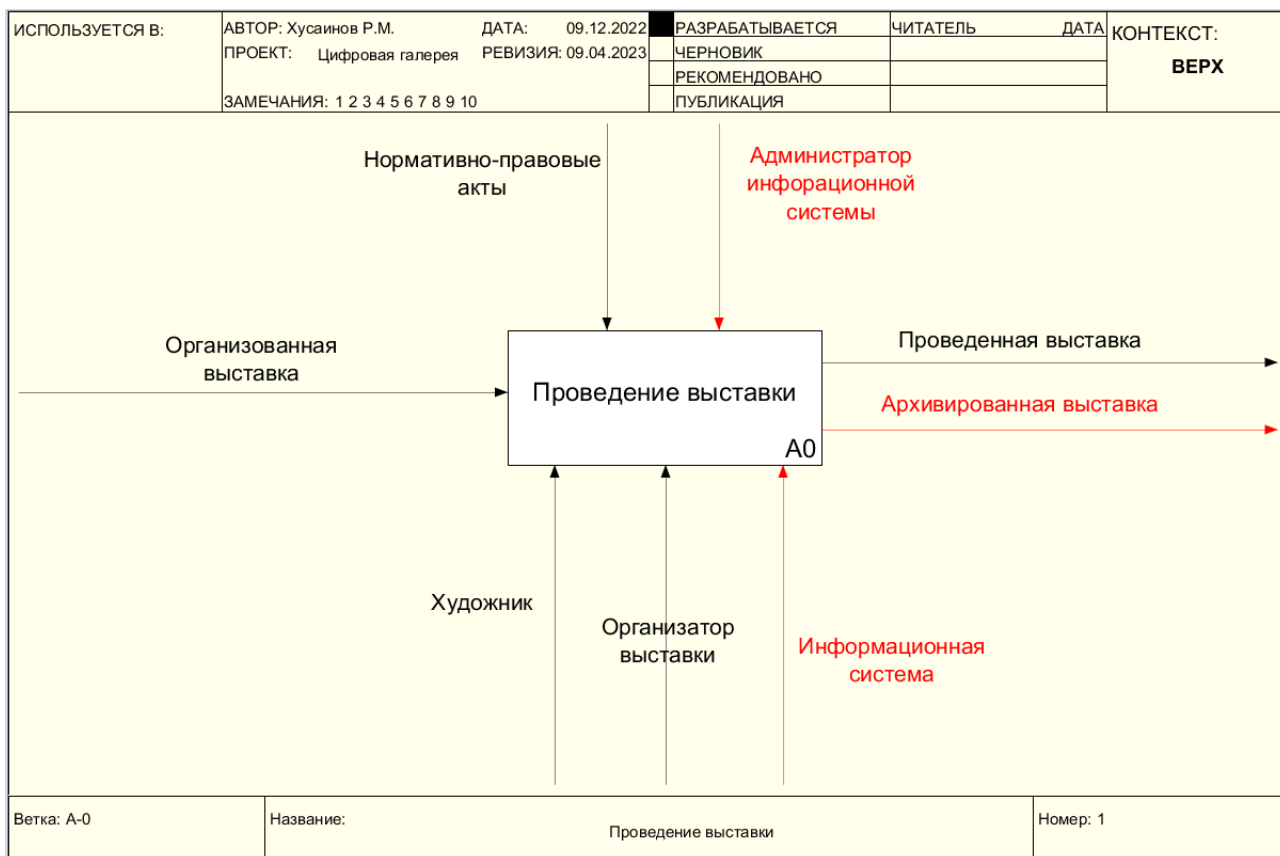 ИСПОЛЬЗУЕТСЯ В:
АВТОР: Хусаинов Р.М.
ДАТА: 09.12.2022
ПРОЕКТ: Цифровая галерея
РЕВИЗИЯ: 09.04.2023
ЗАМЕЧАНИЯ: 1 2 3 4 5 6 7 8 9 10
РАЗРАБАТЫВАЕТСЯ
ЧЕРНОВИК
РЕКОМЕНДОВАНО
ПУБЛИКАЦИЯ
ЧИТАТЕЛЬ ДАТА
КОНТЕКСТ:
ВЕРХ
Нормативно-правовые
акты
Администратор
инфорационной
системы
Организованная
выставка
Проведение выставки
A0
Проведенная выставка
Архивированная выставка
Художник
Организатор
выставки
Информационная
система
Ветка: A-0
Название:
Проведение выставки
Номер: 1